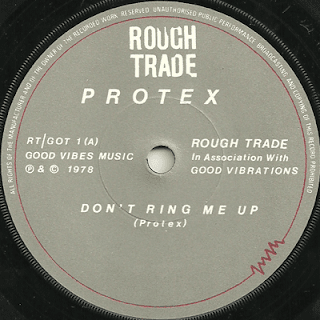 ALL RIGHTS OF THE MANUFACTURER AND OF THE OWNER OF THE RECORDED WORK RESERVED. UNAUTHORISED PUBLIC PERFORMANCE, BROADCASTING AND COPYING OF THIS RECORD PROHIBITED
ROUGH
TRADE
PROTEX
RT/GOT 1 (A)
GOOD VIBES MUSIC
℗ & © 1978
ROUGH TRADE
In Association With
GOOD VIBRATIONS
DON'T RING ME UP
(Protex)